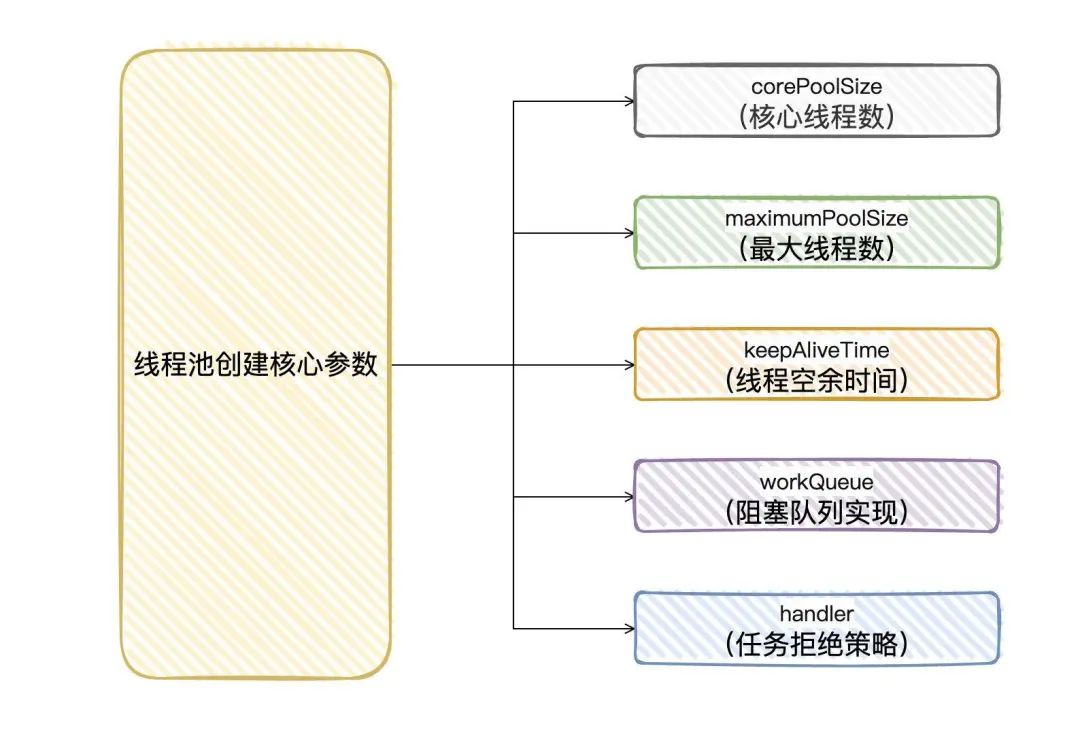 线程池创建核心参数
corePoolSize
（核心线程数）
maximumPoolSize
（最大线程数）
keepAliveTime
（线程空余时间）
workQueue
（阻塞队列实现）
handler
（任务拒绝策略）